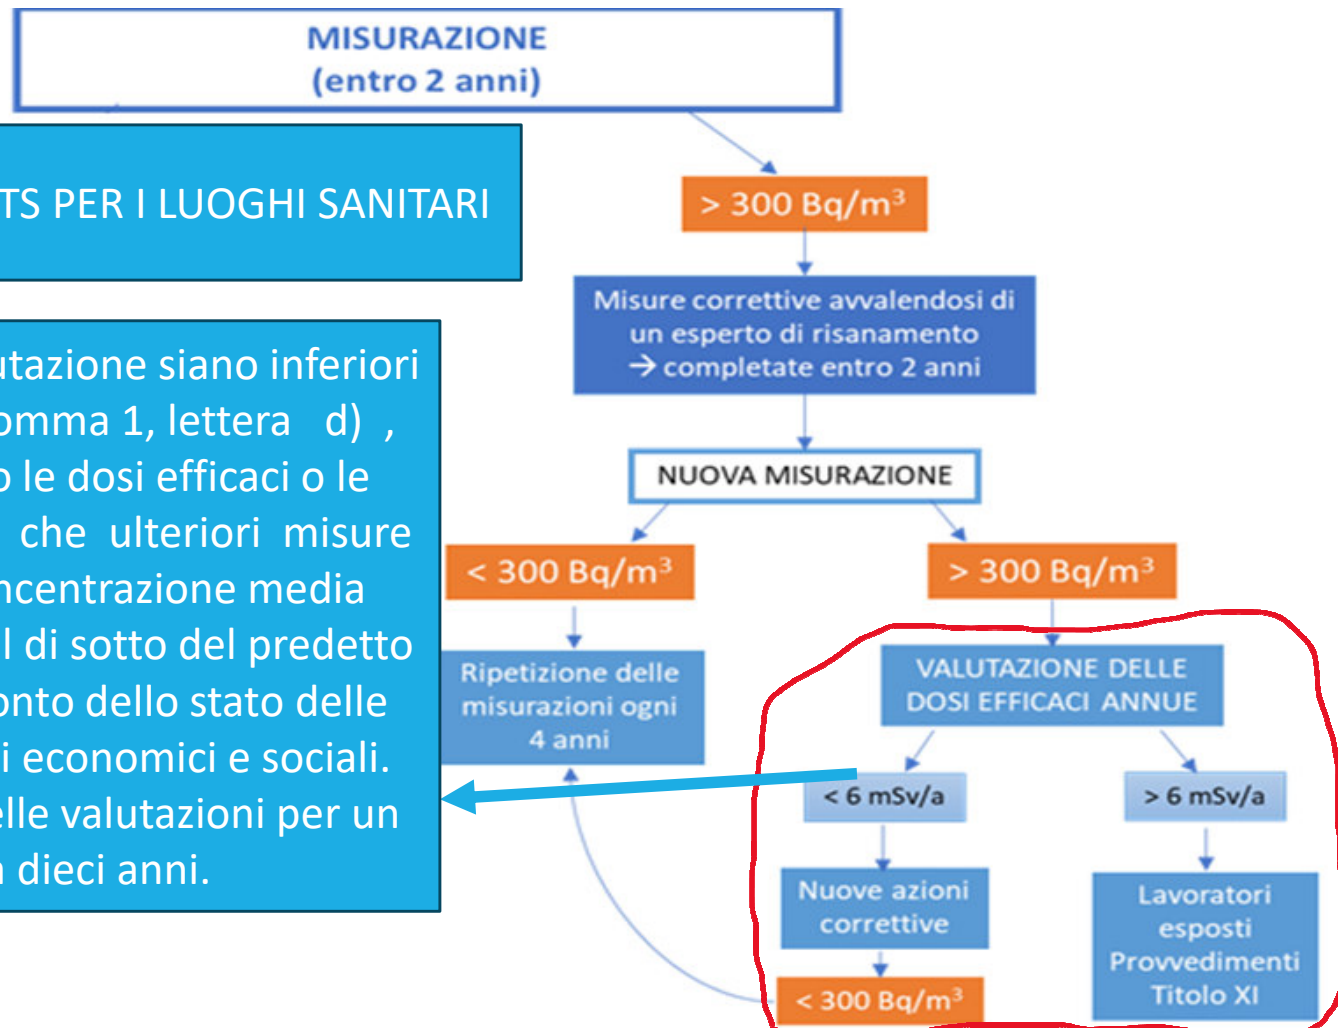 MISURAZIONE
(entro 2 anni)
TS PER I LUOGHI SANITARI
> 300 Bq/m³
Misure correttive avvalendosi di
un esperto di risanamento
→ completate entro 2 anni
utazione siano inferiori
omma 1, lettera d) ,
o le dosi efficaci o le
che ulteriori misure
ncentrazione media
l di sotto del predetto
onto dello stato delle
i economici e sociali.
elle valutazioni per un
a dieci anni.
NUOVA MISURAZIONE
< 300 Bq/m³
> 300 Bq/m³
Ripetizione delle
misurazioni ogni
4 anni
VALUTAZIONE DELLE
DOSI EFFICACI ANNUE
< 6 mSv/a
> 6 mSv/a
Nuove azioni
correttive
Lavoratori
esposti
Provvedimenti
Titolo XI
< 300 Bq/m³